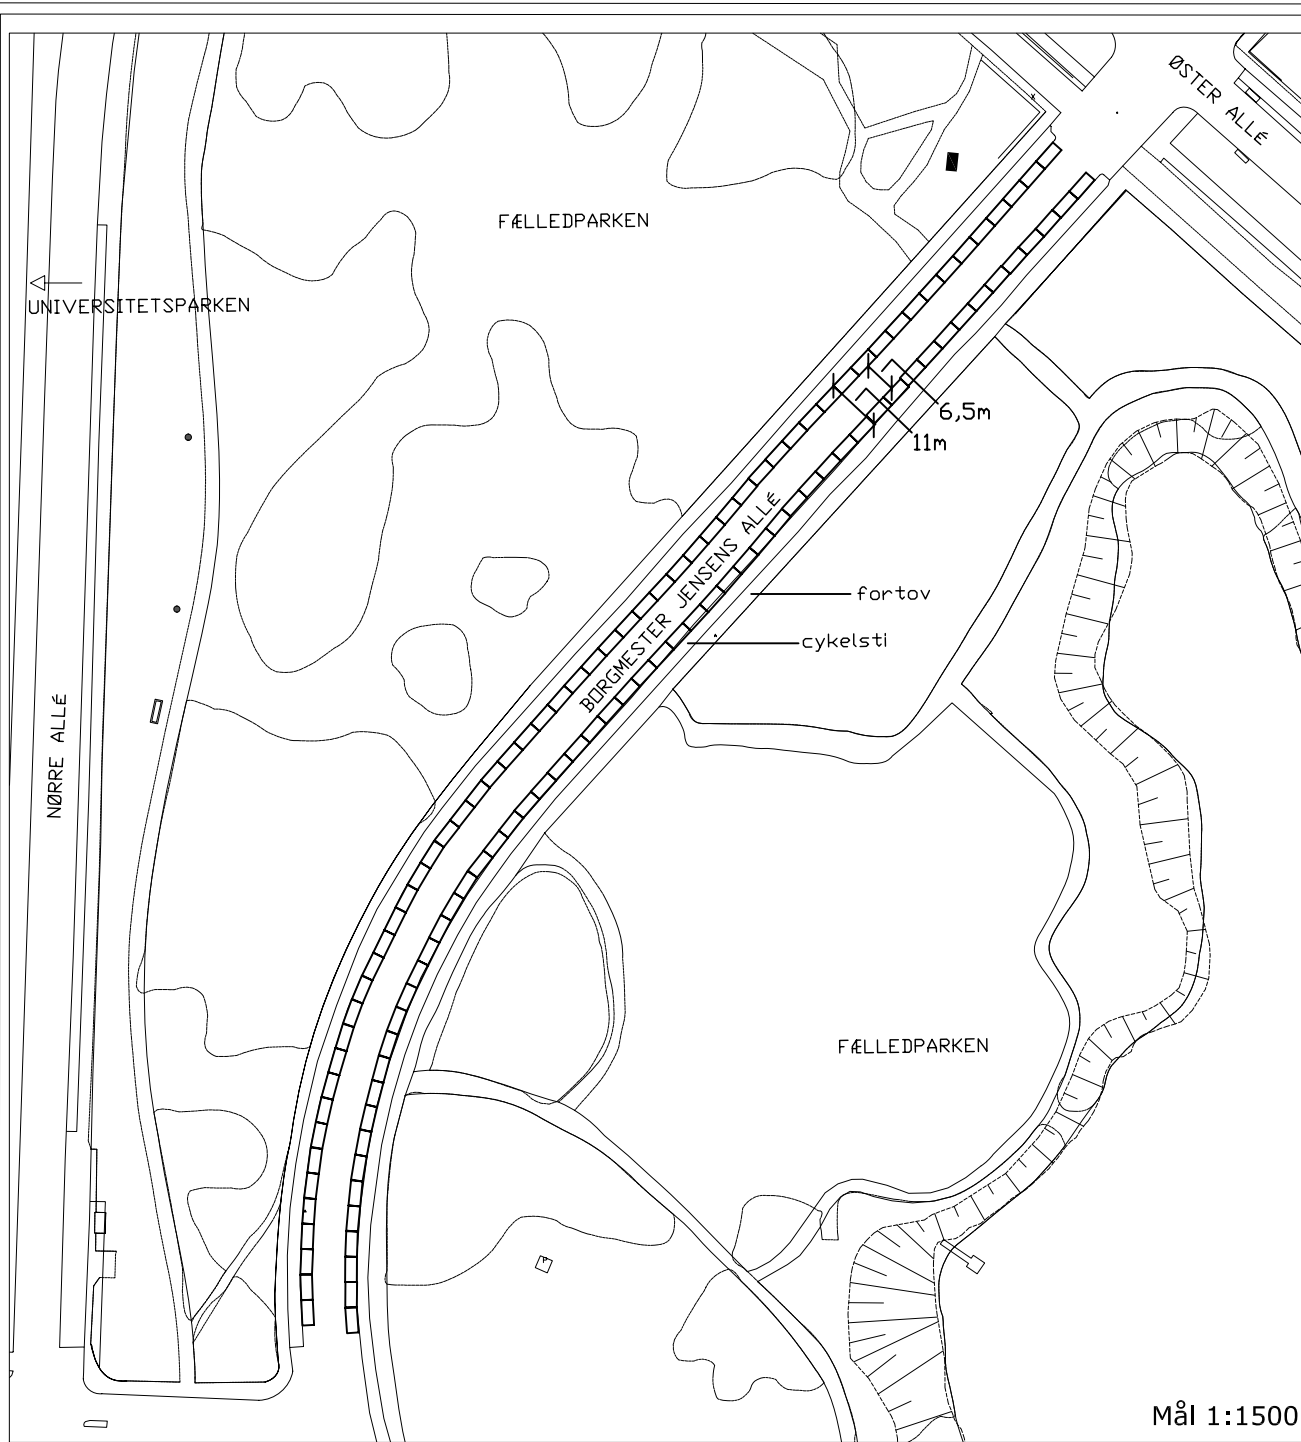 ØSTER ALLÉ
FÆLLEDPARKEN
UNIVERSITETSPARKEN
6,5m
11m
BORGMESTER JENSENS ALLÉ
fortov
cykelsti
NØRRE ALLÉ
FÆLLEDPARKEN
Mål 1:1500